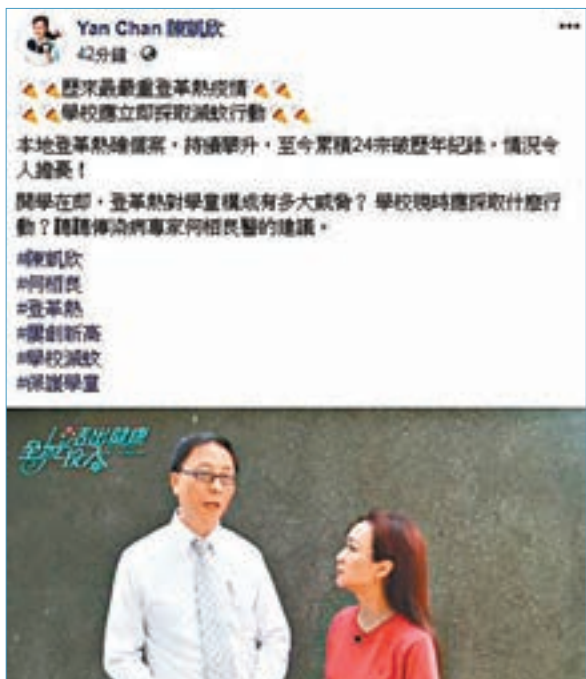 Yan Chan 陳凱欣
42分鐘
歷來最嚴重登革熱疫情
學校應立即採取滅蚊行動
本地登革熱確個案，持續攀升，至今累積24宗破歷年紀錄，情況令
人擔憂！
開學在即，登革熱對學童構成有多大威脅？ 學校現時應採取什麼行
動？聽聽傳染病專家何栢良醫的建議。
#陳凱欣
#何栢良
#登革熱
#屢創新高
#學校滅蚊
#保護學童
活出健康